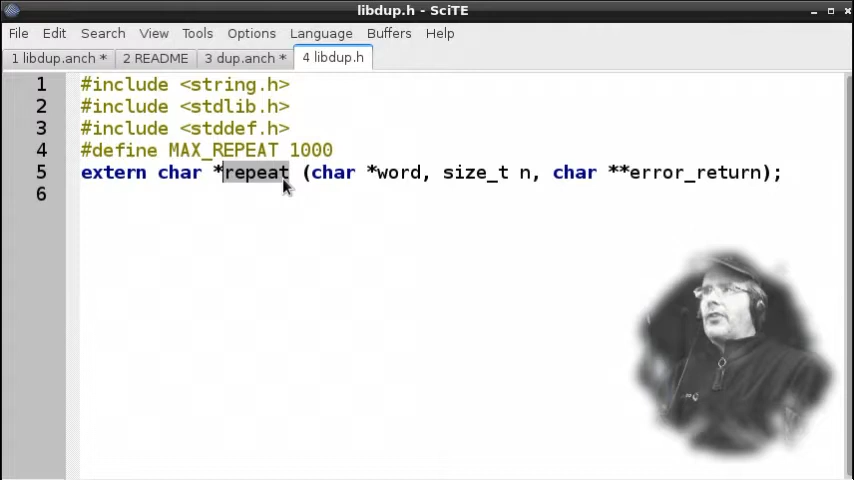 libdup.h - SciTE
File Edit Search View Tools Options Language Buffers Help
1 libdup.anch * 2 README 3 dup.anch * 4 libdup.h
1 #include <string.h>
2 #include <stdlib.h>
3 #include <stddef.h>
4 #define MAX_REPEAT 1000
5 extern char *repeat (char *word, size_t n, char **error_return);
6